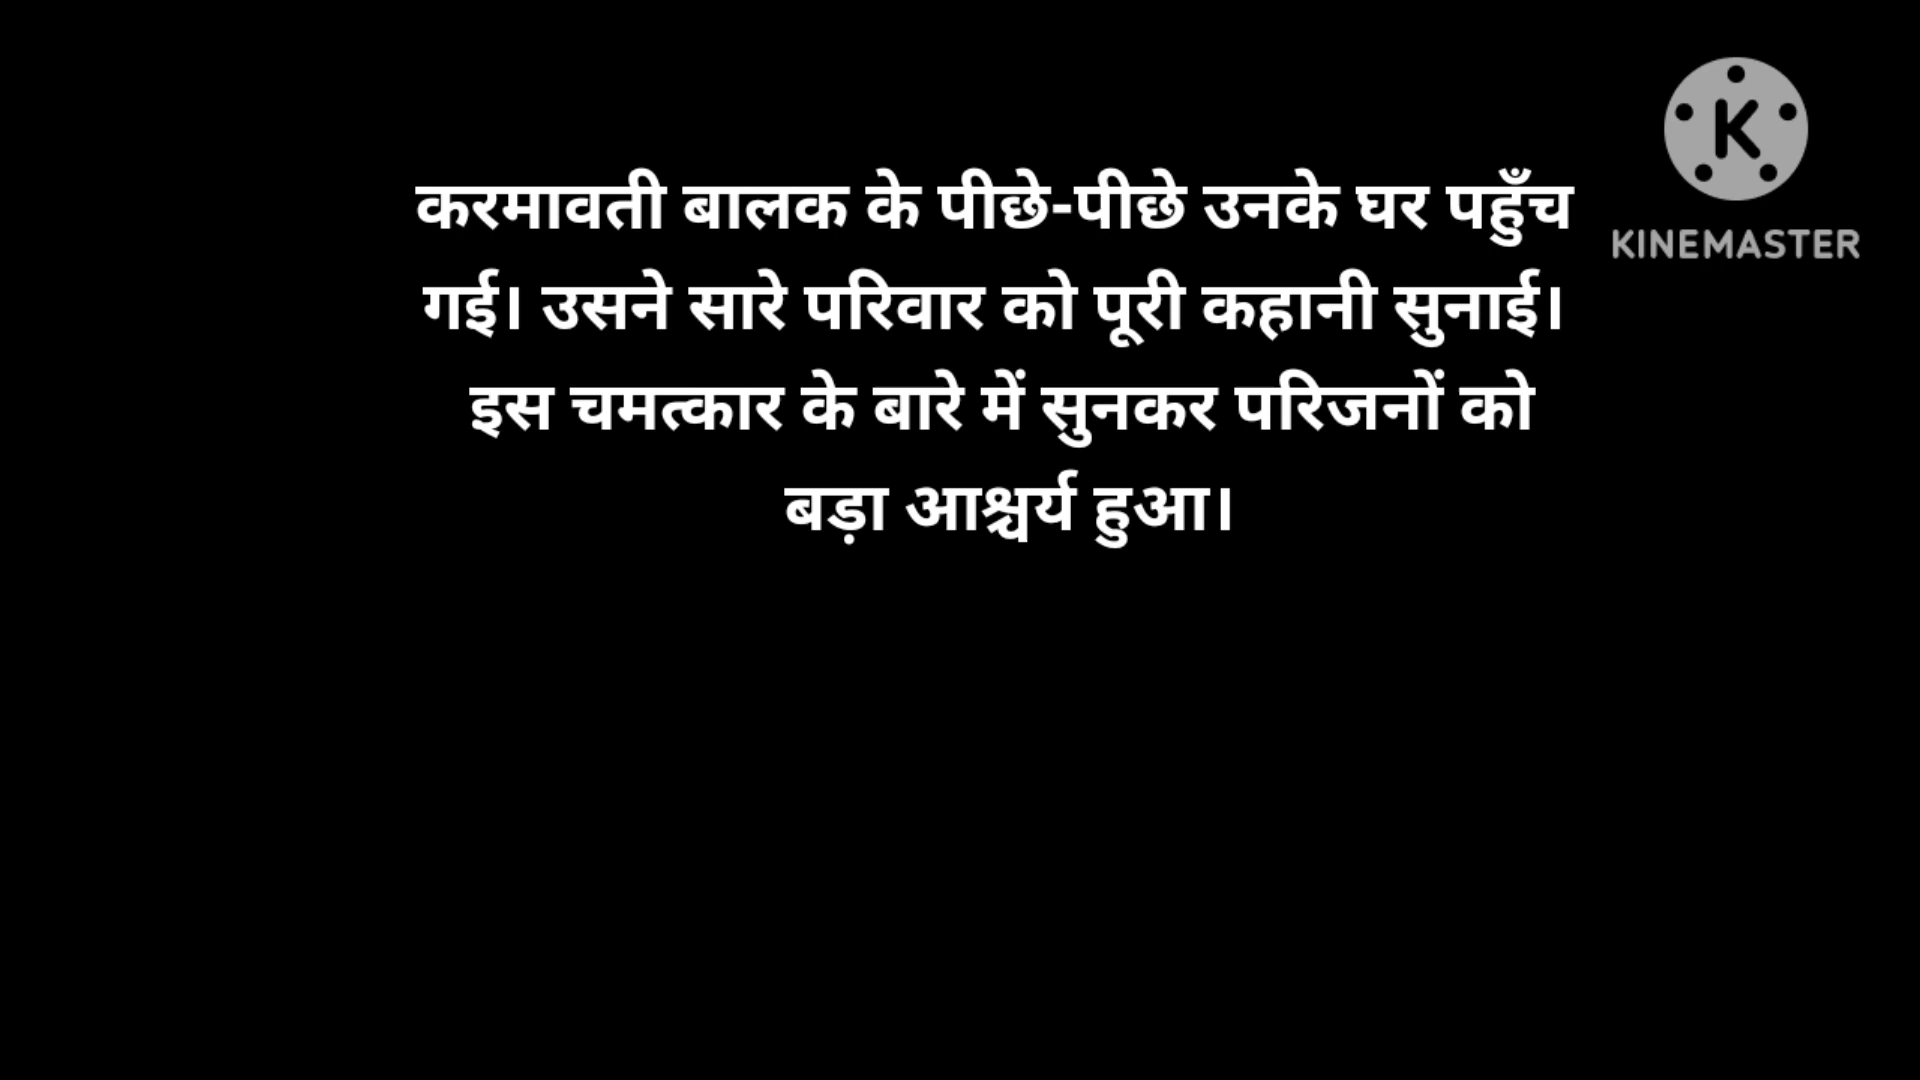 करमावती बालक के पीछे-पीछे उनके घर पहुँच
गई। उसने सारे परिवार को पूरी कहानी सुनाई।
इस चमत्कार के बारे में सुनकर परिजनों को
बड़ा आश्चर्य हुआ।
K
KINEMASTER